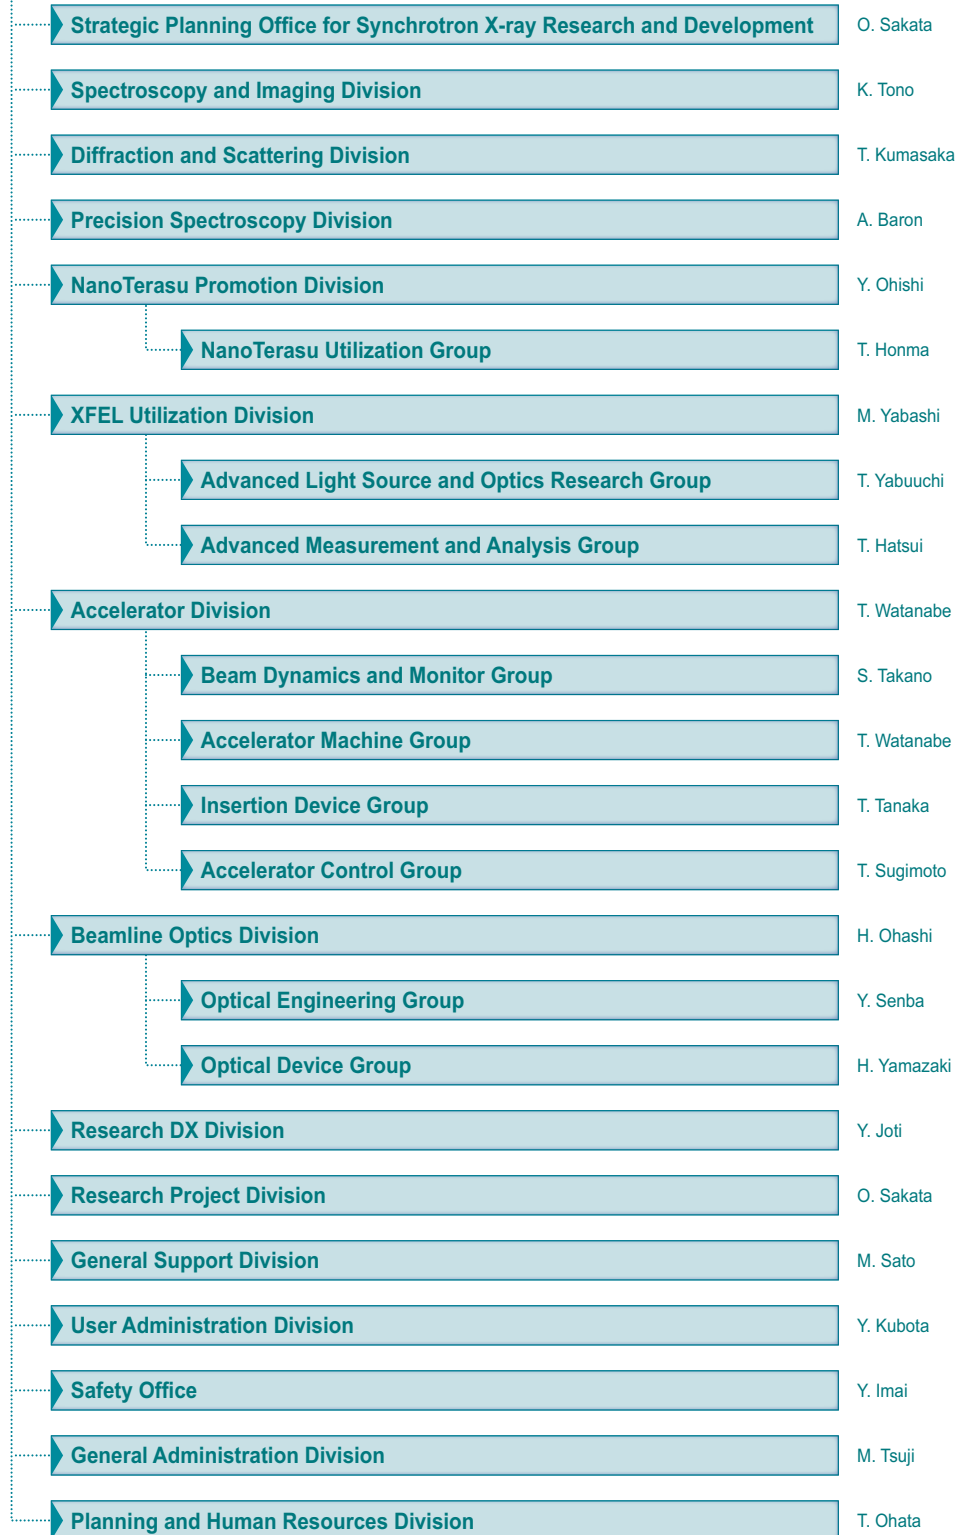 Strategic Planning Office for Synchrotron X-ray Research and Development O. Sakata
Spectroscopy and Imaging Division K. Tono
Diffraction and Scattering Division T. Kumasaka
Precision Spectroscopy Division A. Baron
NanoTerasu Promotion Division Y. Ohishi
NanoTerasu Utilization Group T. Honma
XFEL Utilization Division M. Yabashi
Advanced Light Source and Optics Research Group T. Yabuuchi
Advanced Measurement and Analysis Group T. Hatsui
Accelerator Division T. Watanabe
Beam Dynamics and Monitor Group S. Takano
Accelerator Machine Group T. Watanabe
Insertion Device Group T. Tanaka
Accelerator Control Group T. Sugimoto
Beamline Optics Division H. Ohashi
Optical Engineering Group Y. Senba
Optical Device Group H. Yamazaki
Research DX Division Y. Joti
Research Project Division O. Sakata
General Support Division M. Sato
User Administration Division Y. Kubota
Safety Office Y. Imai
General Administration Division M. Tsuji
Planning and Human Resources Division T. Ohata